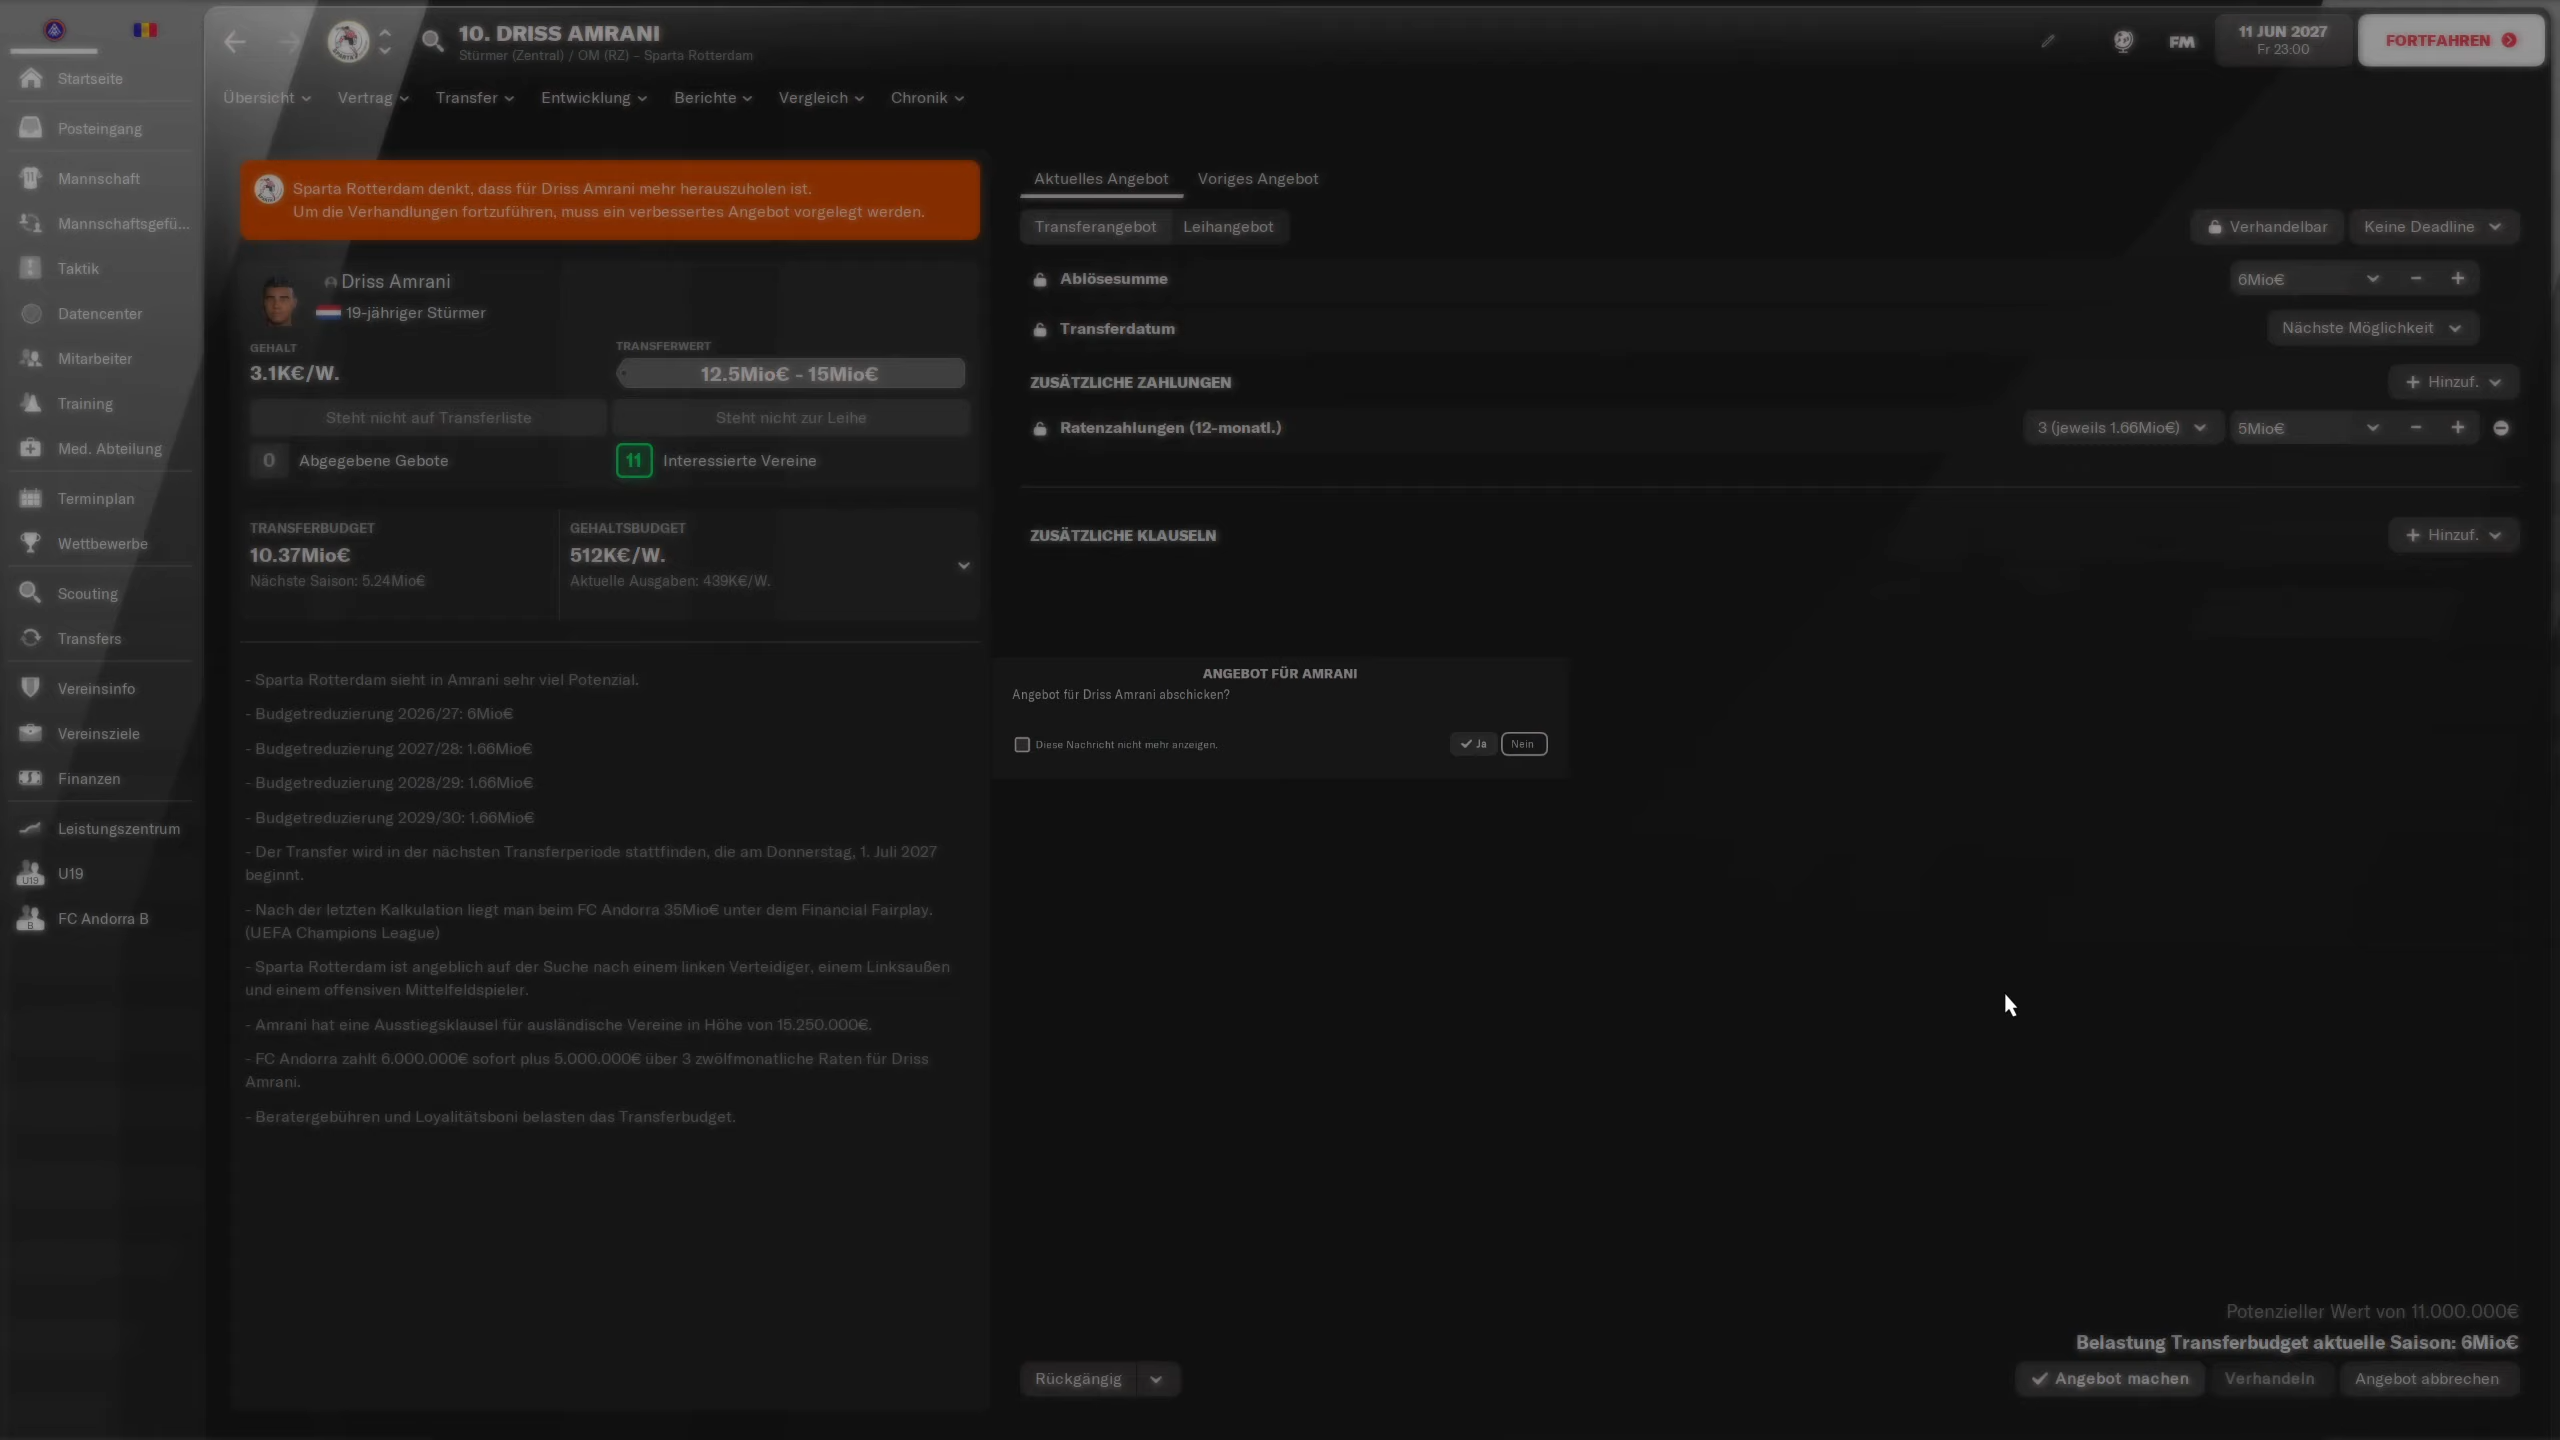 10. DRISS AMRANI
Stürmer (Zentral) / OM (RZ) – Sparta Rotterdam
FM
11 JUN 2027
Fr 23:00
FORTFAHREN
Startseite
Posteingang
Mannschaft
Mannschaftsgefü...
Taktik
Datencenter
Mitarbeiter
Training
Med. Abteilung
Terminplan
Wettbewerbe
Scouting
Transfers
Vereinsinfo
Vereinsziele
Finanzen
Leistungszentrum
U19
U19
B
FC Andorra B
Übersicht
Vertrag
Transfer
Entwicklung
Berichte
Vergleich
Chronik
Sparta Rotterdam denkt, dass für Driss Amrani mehr herauszuholen ist.
Um die Verhandlungen fortzuführen, muss ein verbessertes Angebot vorgelegt werden.
Driss Amrani
19-jähriger Stürmer
GEHALT
3.1K€/W.
TRANSFERWERT
12.5Mio€ - 15Mio€
Steht nicht auf Transferliste
Steht nicht zur Leihe
0 Abgegebene Gebote
11 Interessierte Vereine
TRANSFERBUDGET
10.37Mio€
Nächste Saison: 5.24Mio€
GEHALTSBUDGET
512K€/W.
Aktuelle Ausgaben: 439K€/W.
- Sparta Rotterdam sieht in Amrani sehr viel Potenzial.
- Budgetreduzierung 2026/27: 6Mio€
- Budgetreduzierung 2027/28: 1.66Mio€
- Budgetreduzierung 2028/29: 1.66Mio€
- Budgetreduzierung 2029/30: 1.66Mio€
- Der Transfer wird in der nächsten Transferperiode stattfinden, die am Donnerstag, 1. Juli 2027
beginnt.
- Nach der letzten Kalkulation liegt man beim FC Andorra 35Mio€ unter dem Financial Fairplay.
(UEFA Champions League)
- Sparta Rotterdam ist angeblich auf der Suche nach einem linken Verteidiger, einem Linksaußen
und einem offensiven Mittelfeldspieler.
- Amrani hat eine Ausstiegsklausel für ausländische Vereine in Höhe von 15.250.000€.
- FC Andorra zahlt 6.000.000€ sofort plus 5.000.000€ über 3 zwölfmonatliche Raten für Driss
Amrani.
- Beratergebühren und Loyalitätsboni belasten das Transferbudget.
Aktuelles Angebot
Voriges Angebot
Transferangebot
Leihangebot
Verhandelbar
Keine Deadline
Ablösesumme
6Mio€
Transferdatum
Nächste Möglichkeit
ZUSÄTZLICHE ZAHLUNGEN
Hinzuf.
Ratenzahlungen (12-monatl.)
3 (jeweils 1.66Mio€)
5Mio€
ZUSÄTZLICHE KLAUSELN
Hinzuf.
ANGEBOT FÜR AMRANI
Angebot für Driss Amrani abschicken?
Diese Nachricht nicht mehr anzeigen.
Ja
Nein
Potenzieller Wert von 11.000.000€
Belastung Transferbudget aktuelle Saison: 6Mio€
Rückgängig
Angebot machen
Verhandeln
Angebot abbrechen